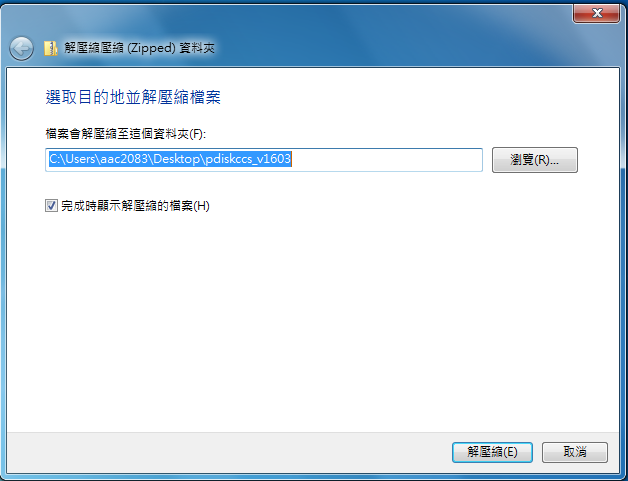 解壓縮壓縮 (Zipped) 資料夾
選取目的地並解壓縮檔案
檔案會解壓縮至這個資料夾(F):
C:\Users\aac2083\Desktop\pdiskccs_v1603
瀏覽(R)...
完成時顯示解壓縮的檔案(H)
解壓縮(E)
取消